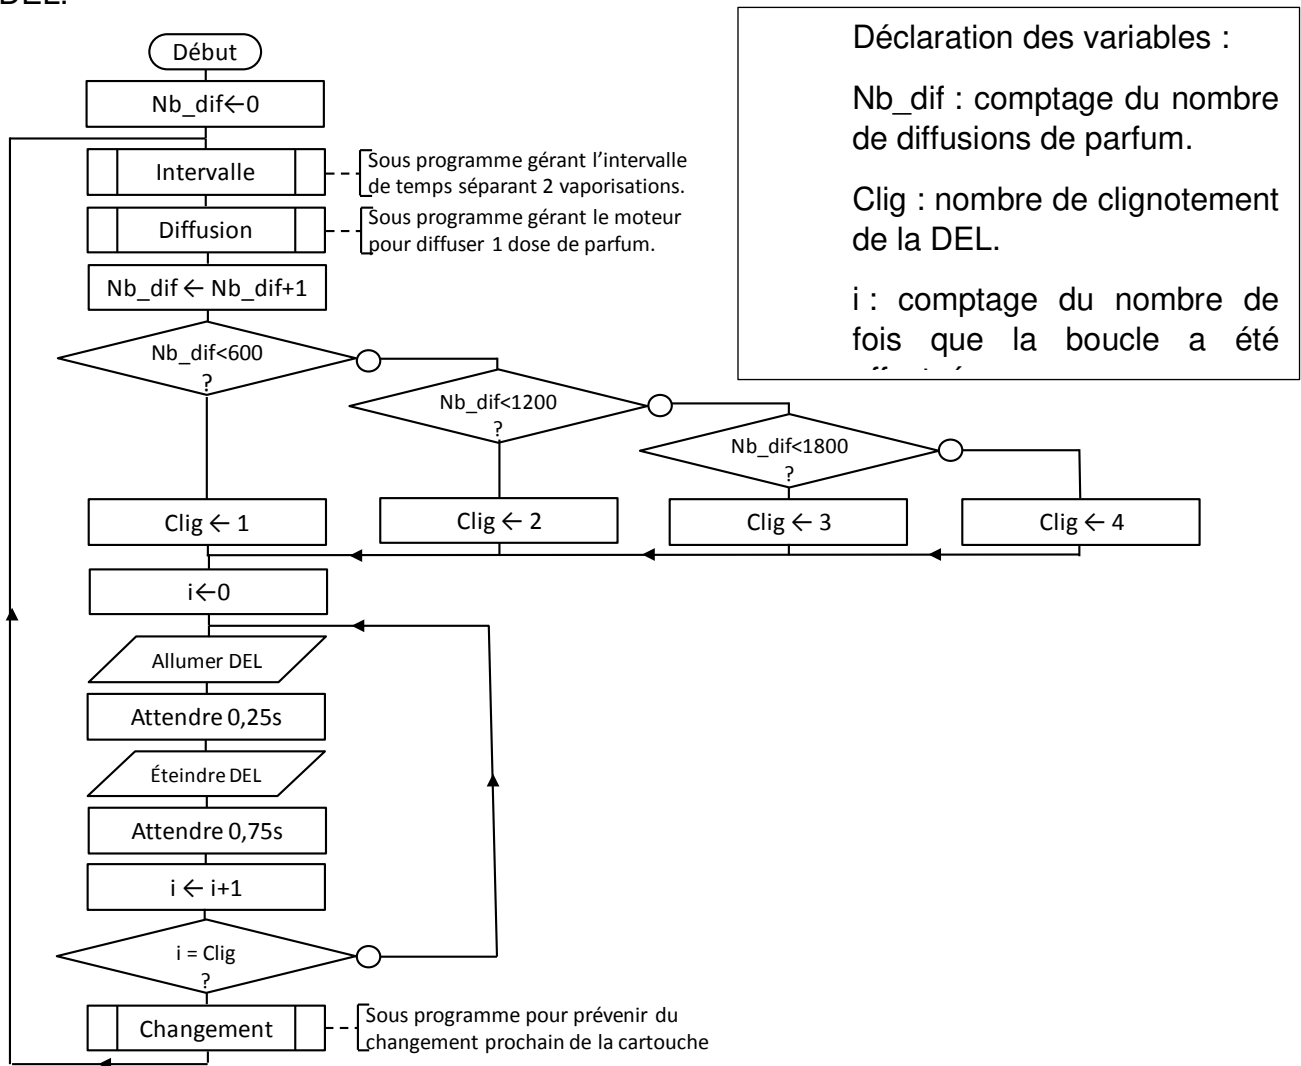 DEL.
Début
Nb_dif←0
Intervalle
Sous programme gérant l’intervalle
de temps séparant 2 vaporisations.
Diffusion
Sous programme gérant le moteur
pour diffuser 1 dose de parfum.
Nb_dif ← Nb_dif+1
Nb_dif<600
?
Nb_dif<1200
?
Nb_dif<1800
?
Clig ← 1
Clig ← 2
Clig ← 3
Clig ← 4
i←0
Allumer DEL
Attendre 0,25s
Éteindre DEL
Attendre 0,75s
i ← i+1
i = Clig
?
Changement
Sous programme pour prévenir du
changement prochain de la cartouche
Déclaration des variables :
Nb_dif : comptage du nombre
de diffusions de parfum.
Clig : nombre de clignotement
de la DEL.
i : comptage du nombre de
fois que la boucle a été